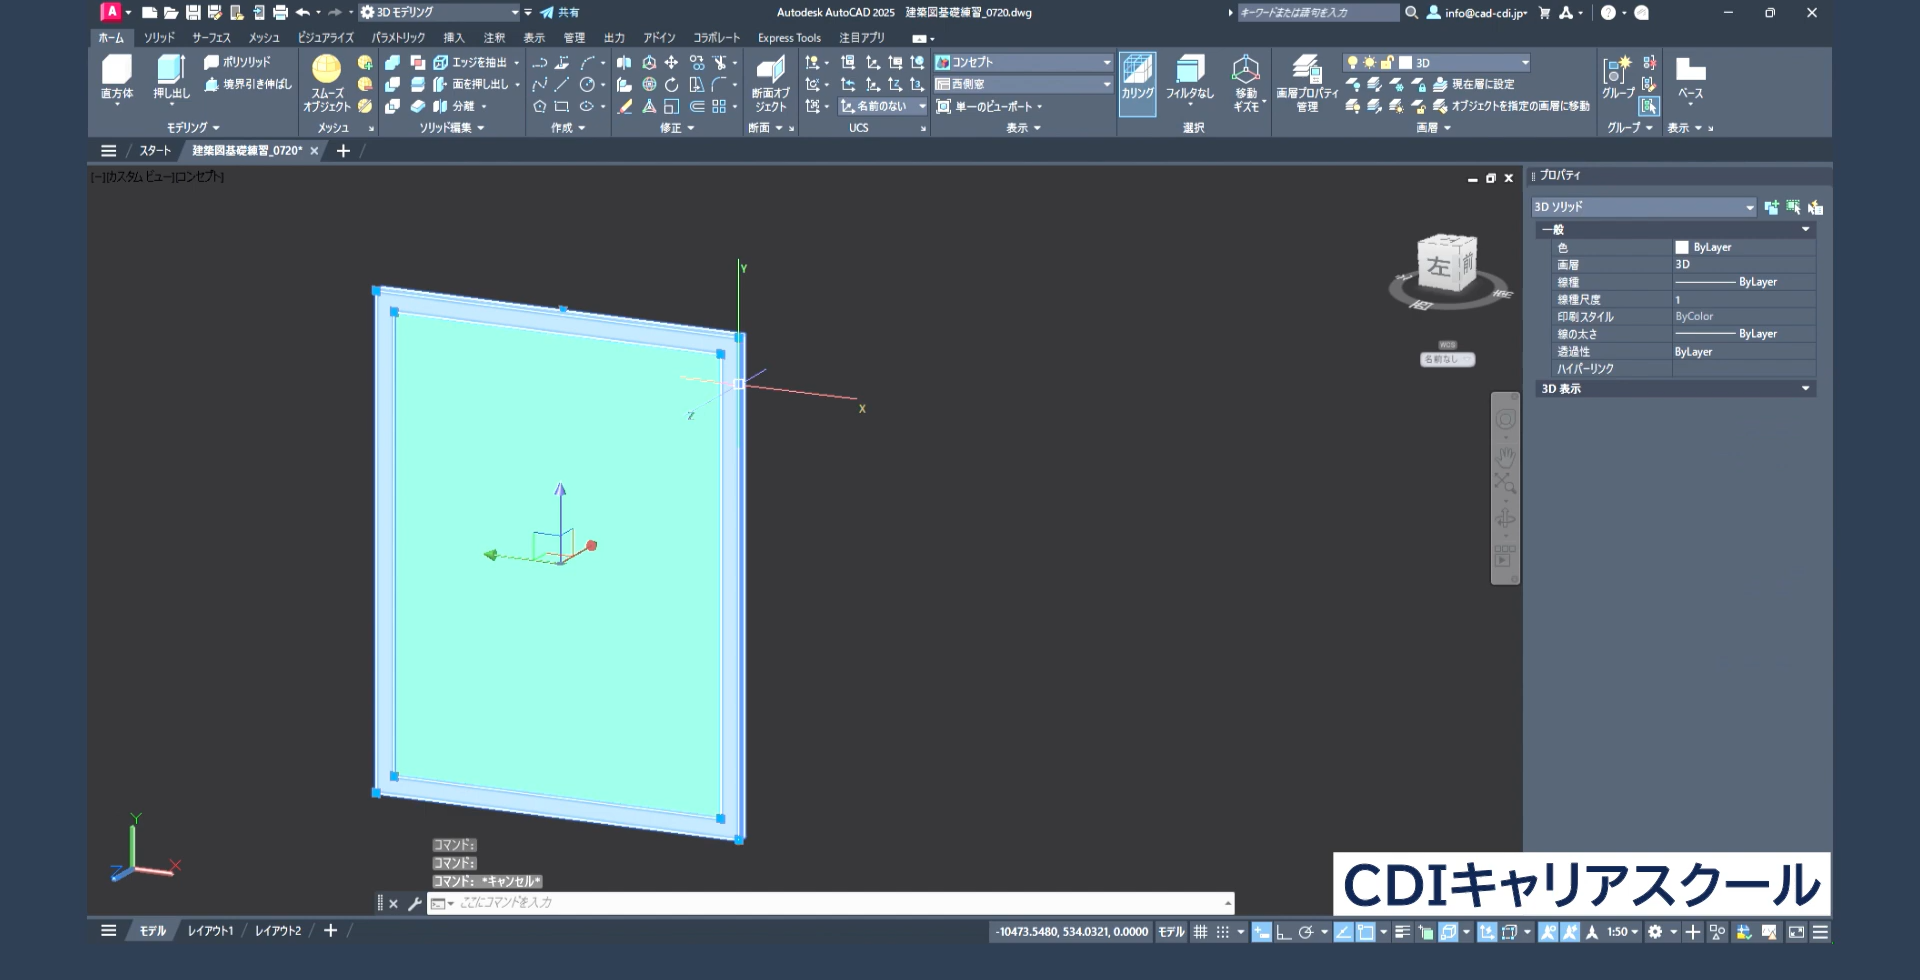 3D モデリング
共有
Autodesk AutoCAD 2025 建築図基礎練習_0720.dwg
キーワードまたは語句を入力
info@cad-cdi.jp
ホーム ソリッド サーフェス メッシュ ビジュアライズ パラメトリック 挿入 注釈 表示 管理 出力 アドイン コラボレート Express Tools 注目アプリ
ポリソリッド
エッジを抽出
コンセプト
3D
境界引き伸ばし
面を押し出し
西側窓
現在層に設定
直方体
押し出し
スムーズ
オブジェクト
分離
断面オブ
ジェクト
名前のない
単一のビューポート
カリング
フィルタなし
移動
ギズモ
画層プロパティ
管理
オブジェクトを指定の画層に移動
グループ
ベース
モデリング
メッシュ
ソリッド編集
作成
修正
断面
UCS
表示
選択
画層
グループ
表示
スタート
建築図基礎練習_0720*
[−][カスタム ビュー][コンセプト]
プロパティ
3D ソリッド
一般
色 ByLayer
画層 3D
線種 ByLayer
線種尺度 1
印刷スタイル ByColor
線の太さ ByLayer
透過性 ByLayer
ハイパーリンク
3D 表示
左
前
WCS
名前なし
Y
X
Z
Y
X
Z
コマンド:
コマンド:
コマンド: *キャンセル*
ここにコマンドを入力
CDIキャリアスクール
モデル
レイアウト1
レイアウト2
-10473.5480, 534.0321, 0.0000
モデル
1:50